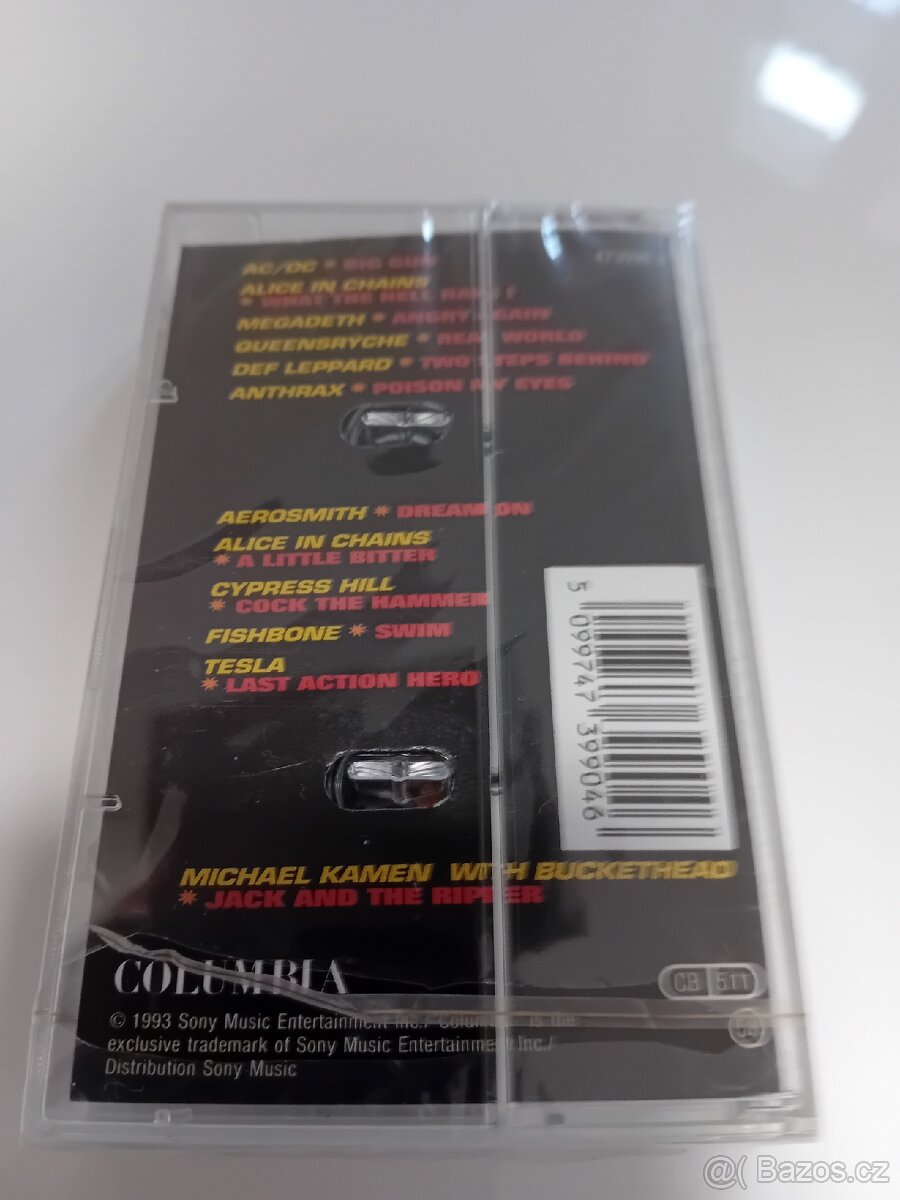 AC/DC * BIG GUN
ALICE IN CHAINS
* WHAT THE HELL HAVE I
MEGADETH * ANGRY AGAIN
QUEENSRYCHE * REAL WORLD
DEF LEPPARD * TWO STEPS BEHIND
ANTHRAX * POISON MY EYES
AEROSMITH * DREAM ON
ALICE IN CHAINS
* A LITTLE BITTER
CYPRESS HILL
* COCK THE HAMMER
FISHBONE * SWIM
TESLA
* LAST ACTION HERO
5 099747 399046
MICHAEL KAMEN WITH BUCKETHEAD
* JACK AND THE RIPPER
COLUMBIA
CB 511
© 1993 Sony Music Entertainment Inc./ "Columbia" is the
exclusive trademark of Sony Music Entertainment Inc./
Distribution Sony Music
@( Bazos.cz